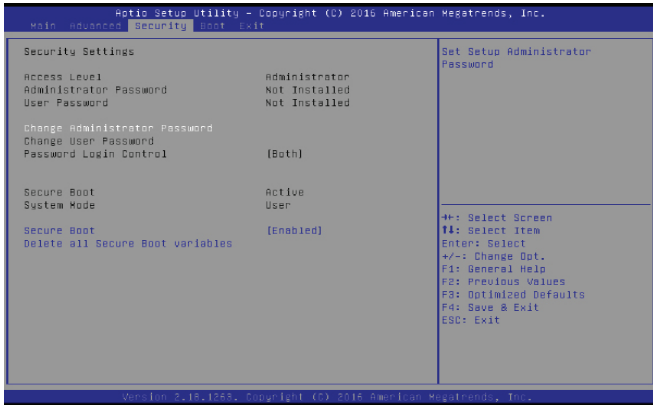 Aptio Setup Utility – Copyright (C) 2016 American Megatrends, Inc.
Main Advanced Security Boot Exit
Security Settings
Access Level Administrator
Administrator Password Not Installed
User Password Not Installed
Change Administrator Password
Change User Password
Password Login Control [Both]
Secure Boot Active
System Mode User
Secure Boot [Enabled]
Delete all Secure Boot variables
Set Setup Administrator
Password
→←: Select Screen
↑↓: Select Item
Enter: Select
+/-: Change Opt.
F1: General Help
F2: Previous Values
F3: Optimized Defaults
F4: Save & Exit
ESC: Exit
Version 2.18.1263. Copyright (C) 2016 American Megatrends, Inc.